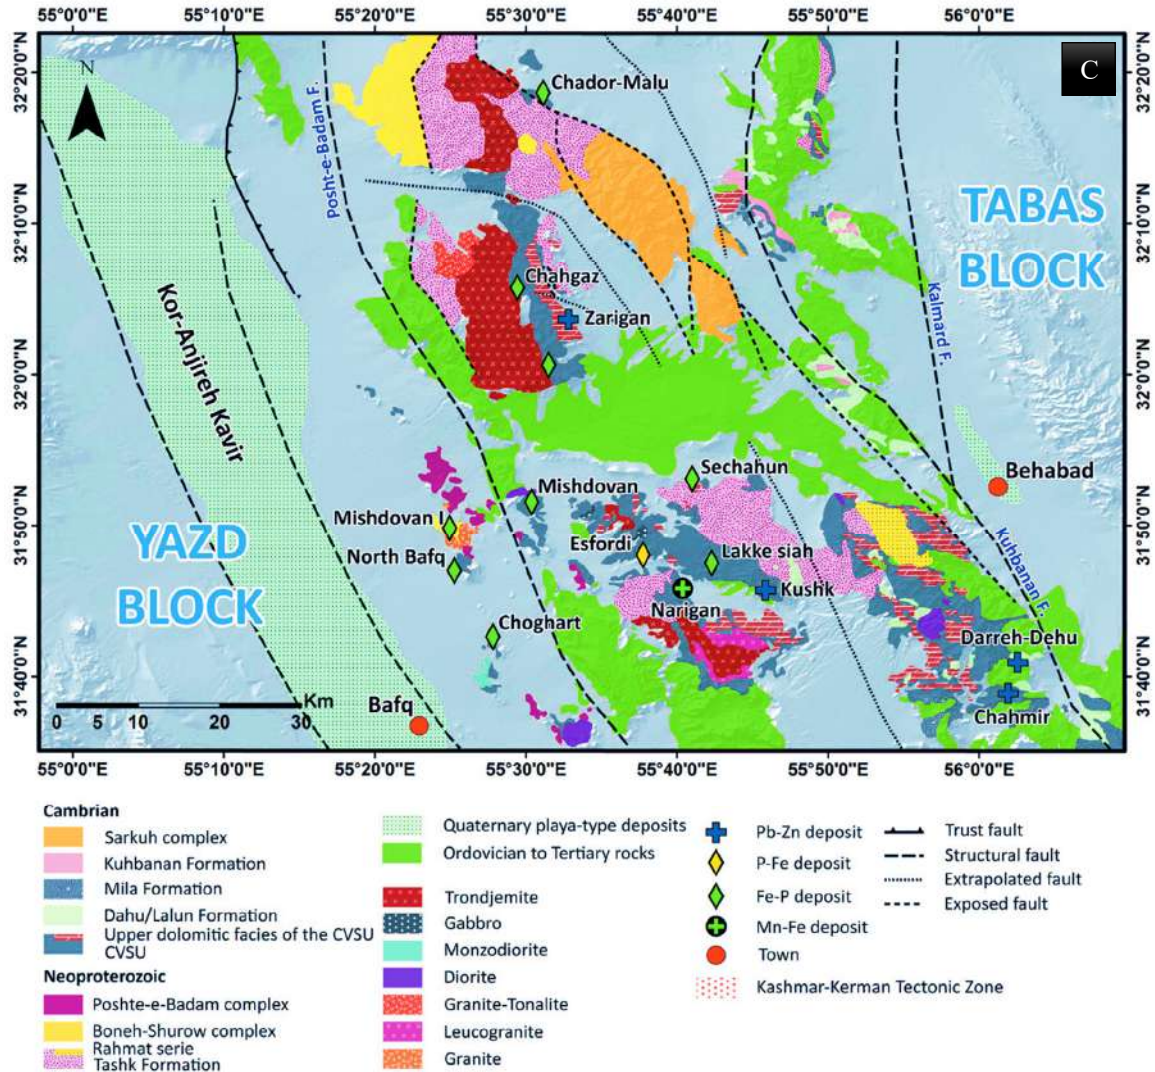 55°0'0"E 55°10'0"E 55°20'0"E 55°30'0"E 55°40'0"E 55°50'0"E 56°0'0"E
C
32°20'0"N
32°20'0"N
N
Chador-Malu
Posht-e-Badam F.
TABAS
BLOCK
32°10'0"N
32°10'0"N
Chahgaz
Zarigan
Kalmard F.
Kor-Anjireh Kavir
32°0'0"N
32°0'0"N
Sechahun
Behabad
Mishdovan
31°50'0"N
31°50'0"N
Mishdovan I
YAZD
BLOCK
Esfordi
Lakke siah
North Bafq
Kushk
Narigan
Kuhbanan F.
Choghart
Darreh-Dehu
31°40'0"N
31°40'0"N
Chahmir
Bafq
0 5 10 20 30 Km
55°0'0"E 55°10'0"E 55°20'0"E 55°30'0"E 55°40'0"E 55°50'0"E 56°0'0"E
Cambrian
Sarkuh complex
Kuhbanan Formation
Mila Formation
Dahu/Lalun Formation
Upper dolomitic facies of the CVSU
CVSU
Neoproterozoic
Poshte-e-Badam complex
Boneh-Shurow complex
Rahmat serie
Tashk Formation
Quaternary playa-type deposits
Ordovician to Tertiary rocks
Trondjemite
Gabbro
Monzodiorite
Diorite
Granite-Tonalite
Leucogranite
Granite
Pb-Zn deposit
P-Fe deposit
Fe-P deposit
Mn-Fe deposit
Town
Kashmar-Kerman Tectonic Zone
Trust fault
Structural fault
Extrapolated fault
Exposed fault